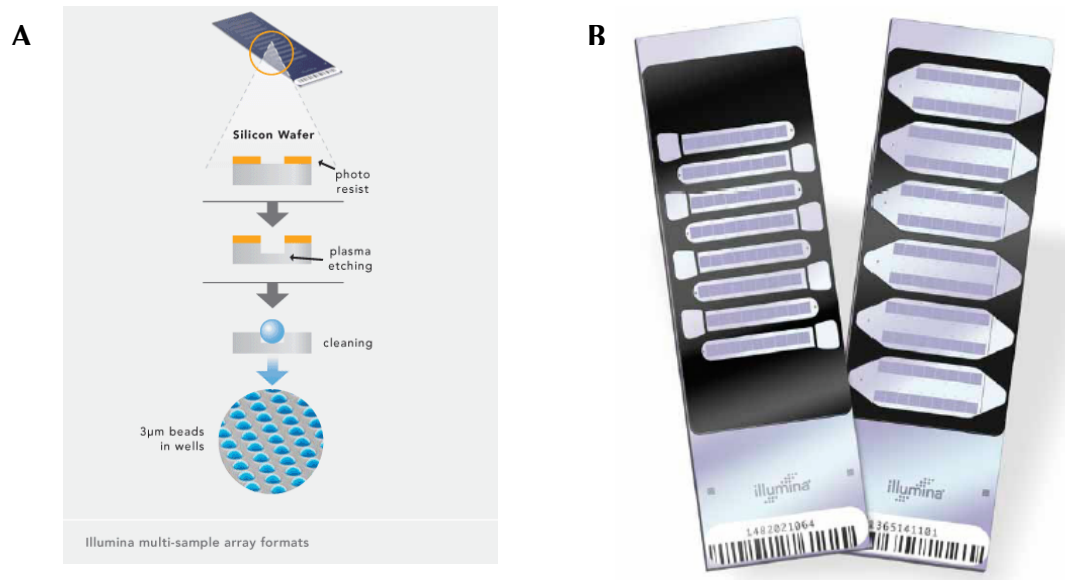 A
B
Silicon Wafer
photo
resist
plasma
etching
cleaning
3µm beads
in wells
Illumina multi-sample array formats
illumina
1482021064
illumina
1365141101